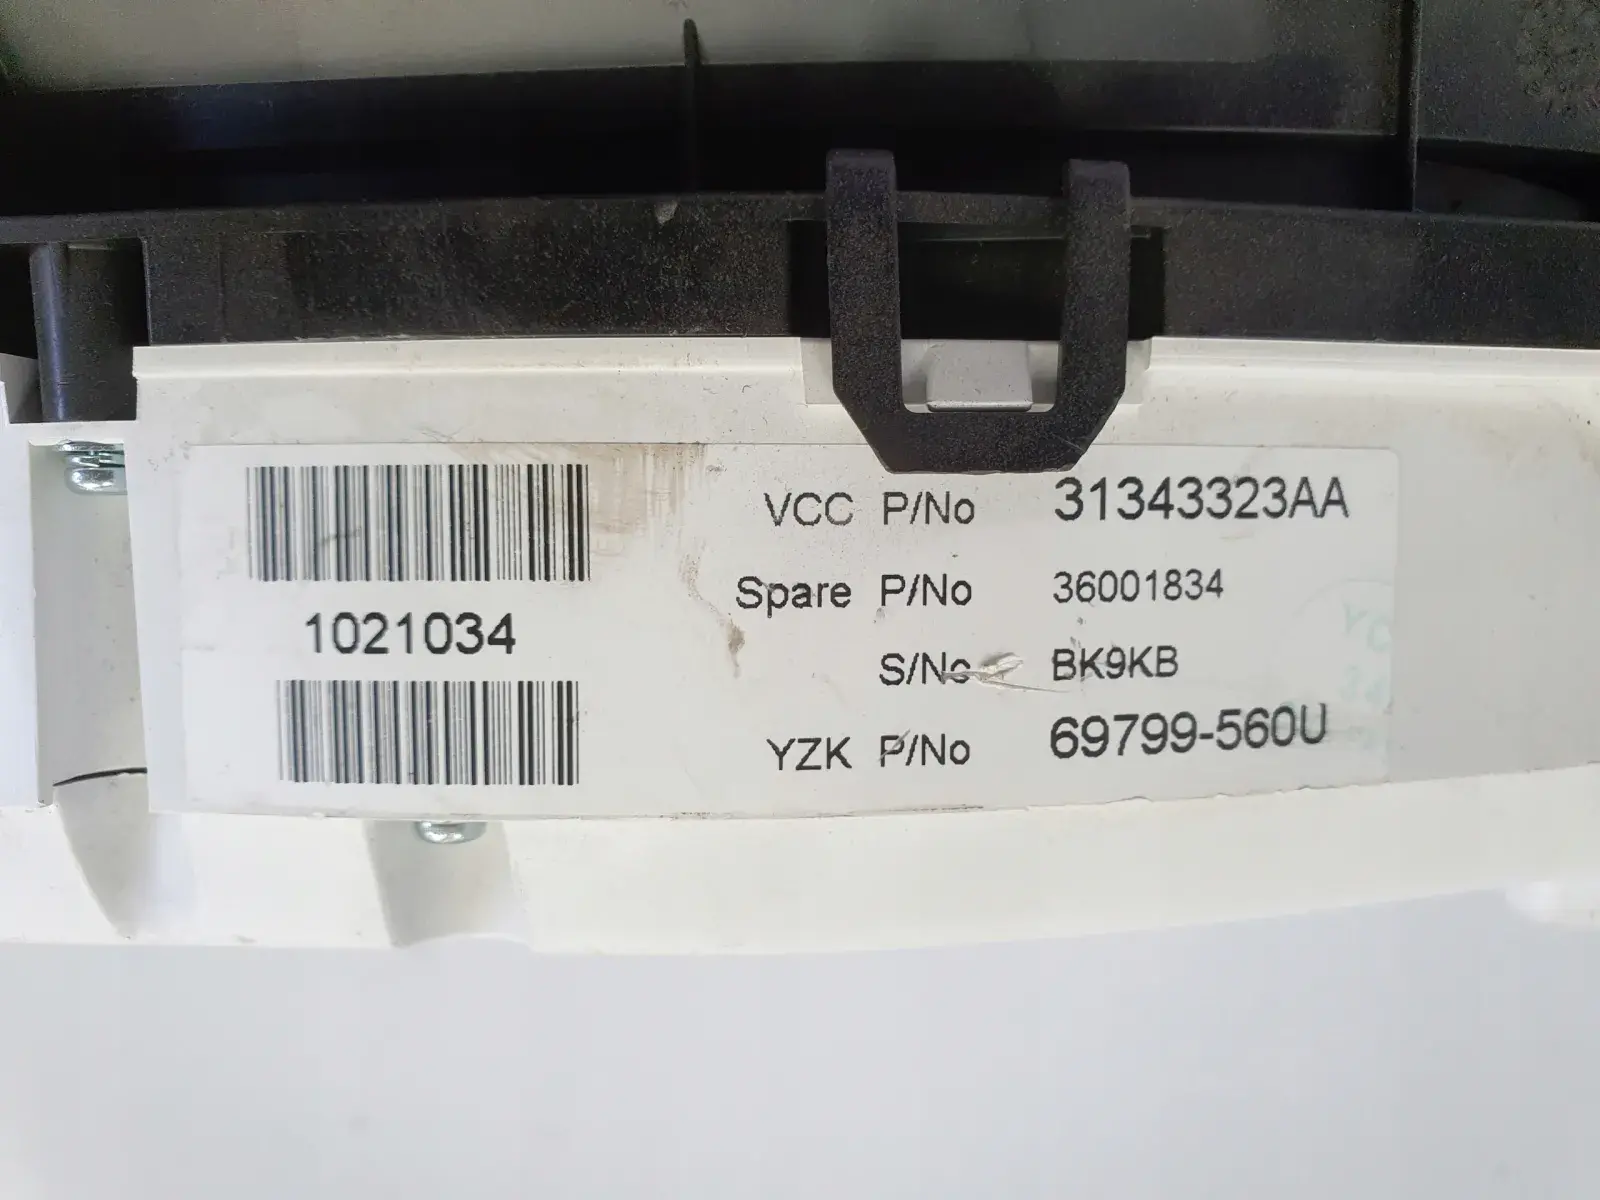 1021034
VCC P/No 31343323AA
Spare P/No 36001834
S/No BK9KB
YZK P/No 69799-560U